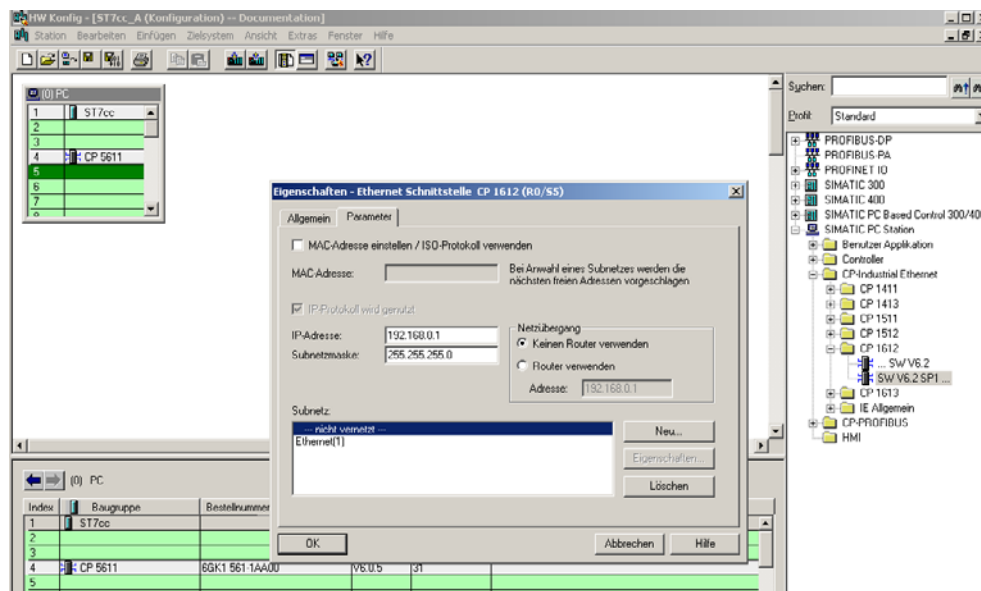 HW Konfig - [ST7cc_A (Konfiguration) -- Documentation]
Station Bearbeiten Einfügen Zielsystem Ansicht Extras Fenster Hilfe
(0) PC
1 ST7cc
2
3
4 CP 5611
5
6
7
Suchen:
Profil: Standard
PROFIBUS-DP
PROFIBUS-PA
PROFINET IO
SIMATIC 300
SIMATIC 400
SIMATIC PC Based Control 300/400
SIMATIC PC Station
Benutzer Applikation
Controller
CP-Industrial Ethernet
CP 1411
CP 1413
CP 1511
CP 1512
CP 1612
... SW V6.2
SW V6.2 SP1 ...
CP 1613
IE Allgemein
CP-PROFIBUS
HMI
Eigenschaften - Ethernet Schnittstelle CP 1612 (R0/S5)
Allgemein Parameter
MAC-Adresse einstellen / ISO-Protokoll verwenden
MAC-Adresse:
Bei Anwahl eines Subnetzes werden die
nächsten freien Adressen vorgeschlagen
IP-Protokoll wird genutzt
IP-Adresse: 192.168.0.1
Subnetzmaske: 255.255.255.0
Netzübergang
Keinen Router verwenden
Router verwenden
Adresse: 192.168.0.1
Subnetz:
--- nicht vernetzt ---
Ethernet(1)
Neu...
Eigenschaften...
Löschen
OK Abbrechen Hilfe
(0) PC
Index Baugruppe Bestellnummer
1 ST7cc
2
3
4 CP 5611 6GK1 561-1AA00 V6.0.5 31
5